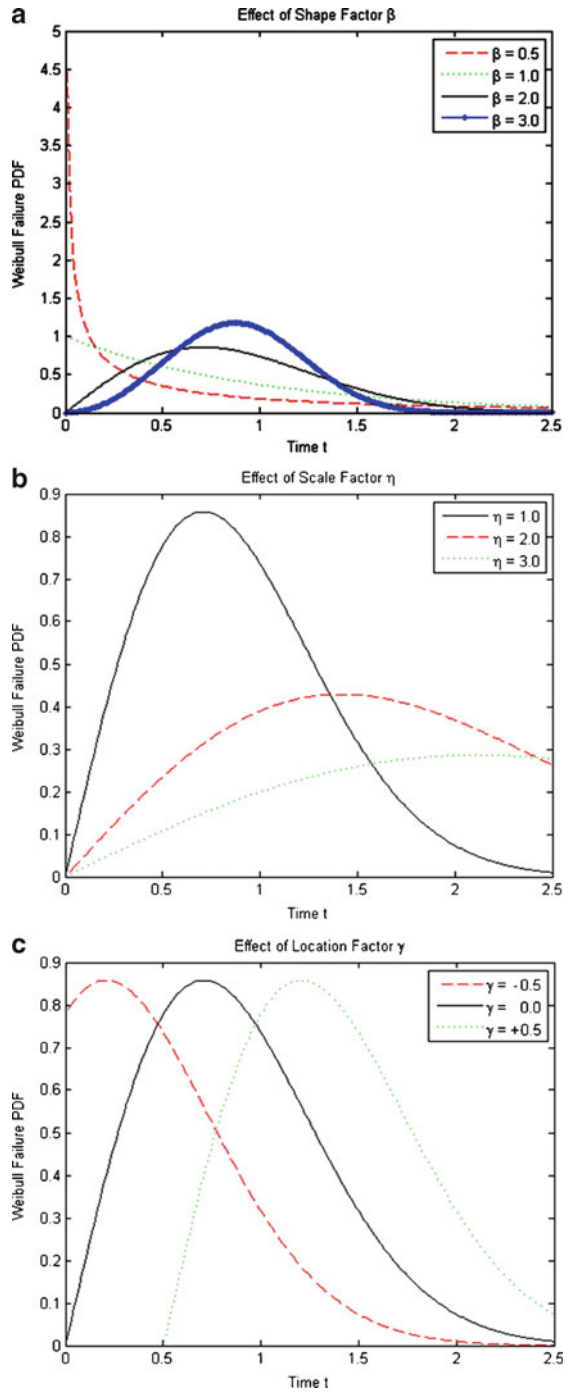 a
Effect of Shape Factor β
5
4.5
4
3.5
3
2.5
2
1.5
1
0.5
0
Weibull Failure PDF
β = 0.5
β = 1.0
β = 2.0
β = 3.0
0 0.5 1 1.5 2 2.5
Time t
b
Effect of Scale Factor η
0.9
0.8
0.7
0.6
0.5
0.4
0.3
0.2
0.1
0
Weibull Failure PDF
η = 1.0
η = 2.0
η = 3.0
0 0.5 1 1.5 2 2.5
Time t
c
Effect of Location Factor γ
0.9
0.8
0.7
0.6
0.5
0.4
0.3
0.2
0.1
0
Weibull Failure PDF
γ = -0.5
γ = 0.0
γ = +0.5
0 0.5 1 1.5 2 2.5
Time t